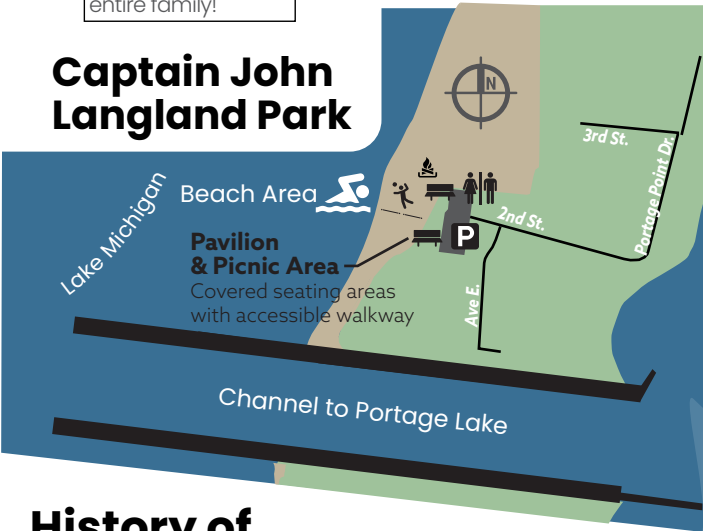 entire family!
Captain John
Langland Park
N
3rd St.
Portage Point Dr.
Lake Michigan
Beach Area
2nd St.
P
Pavilion
& Picnic Area
Covered seating areas
with accessible walkway
Ave E.
Channel to Portage Lake
History of